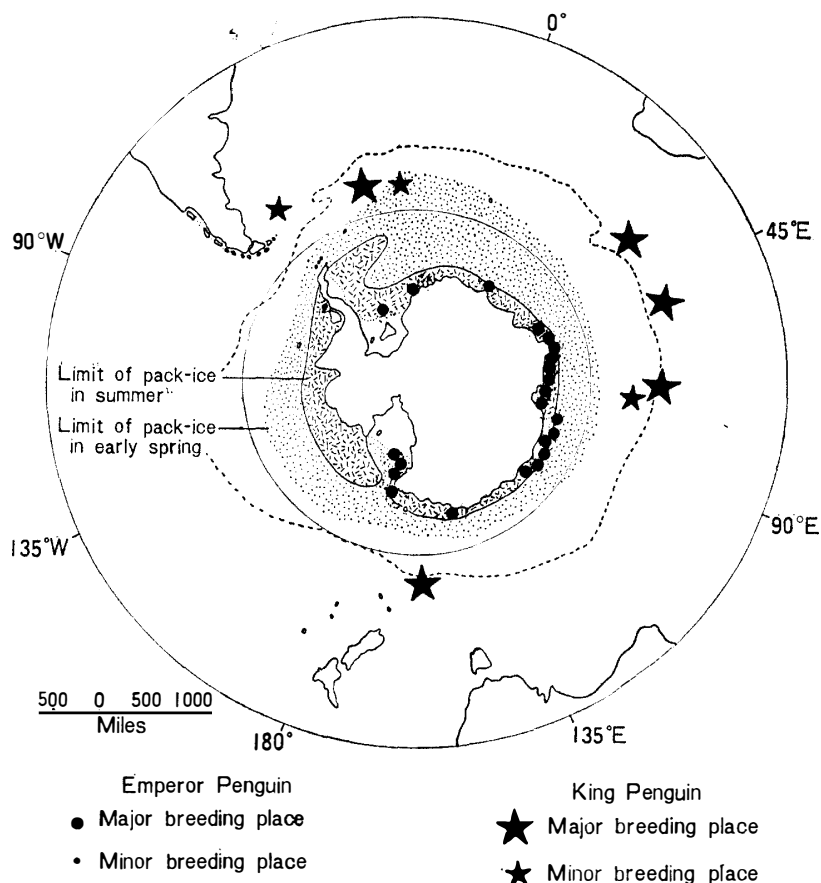 0°
90°W
45°E
Limit of pack-ice
in summer
Limit of pack-ice
in early spring
135°W
90°E
500 0 500 1000
Miles
180°
135°E
Emperor Penguin
Major breeding place
Minor breeding place
King Penguin
Major breeding place
Minor breeding place